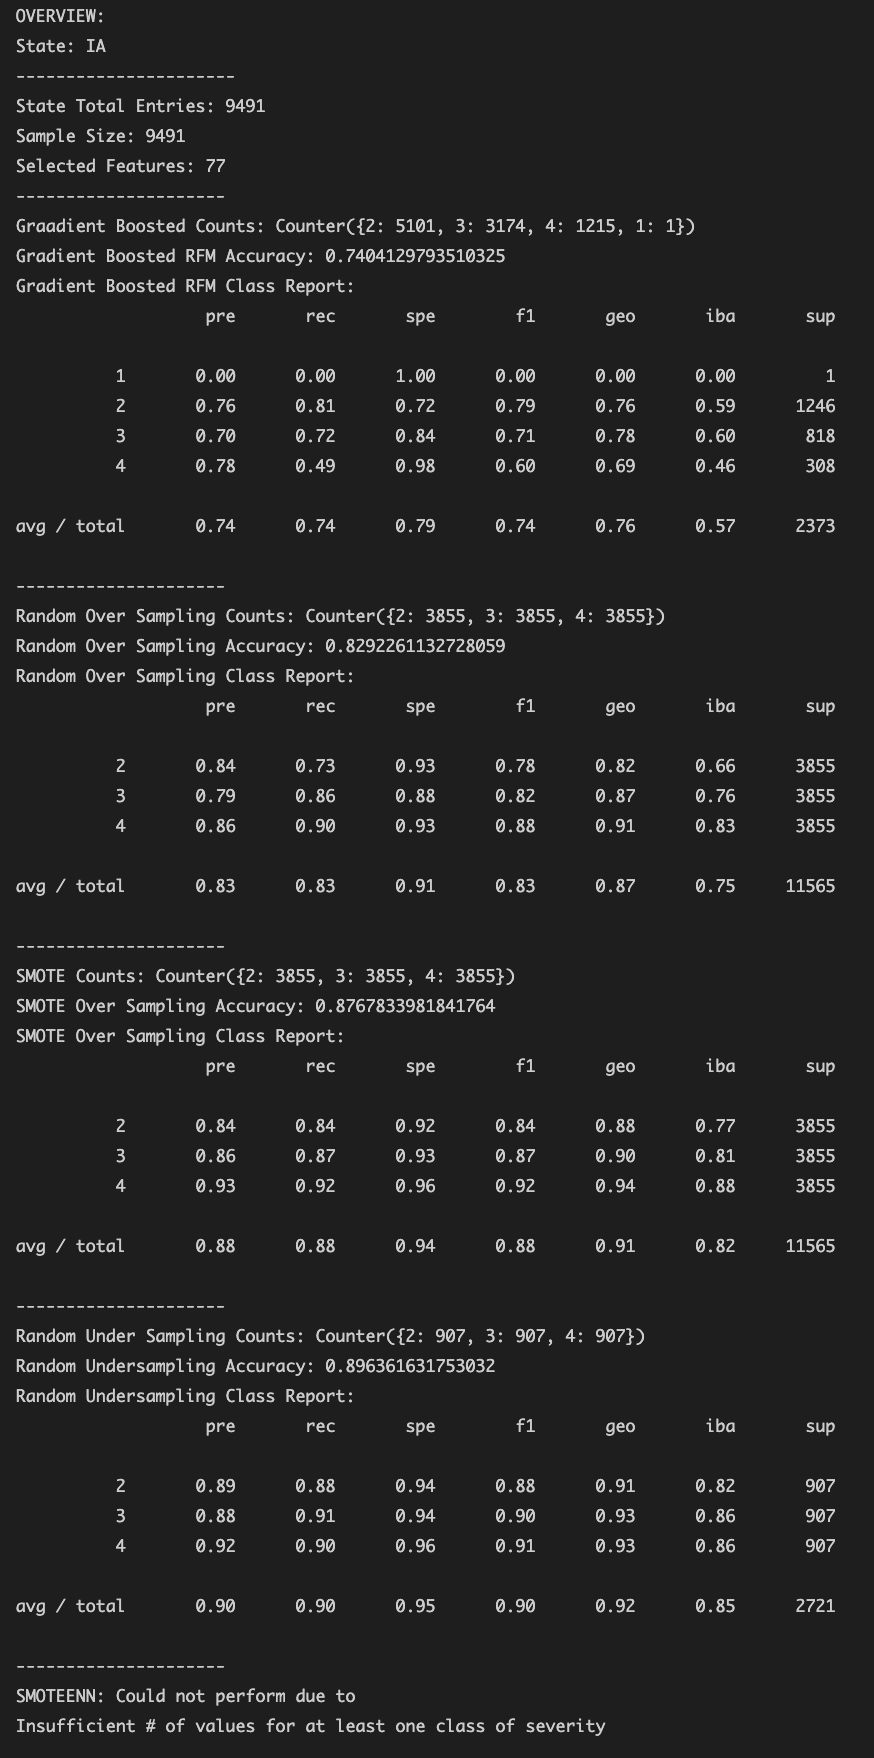 OVERVIEW:
State: IA
----------------------
State Total Entries: 9491
Sample Size: 9491
Selected Features: 77
---------------------
Graadient Boosted Counts: Counter({2: 5101, 3: 3174, 4: 1215, 1: 1})
Gradient Boosted RFM Accuracy: 0.7404129793510325
Gradient Boosted RFM Class Report:
pre rec spe f1 geo iba sup
1 0.00 0.00 1.00 0.00 0.00 0.00 1
2 0.76 0.81 0.72 0.79 0.76 0.59 1246
3 0.70 0.72 0.84 0.71 0.78 0.60 818
4 0.78 0.49 0.98 0.60 0.69 0.46 308
avg / total 0.74 0.74 0.79 0.74 0.76 0.57 2373
---------------------
Random Over Sampling Counts: Counter({2: 3855, 3: 3855, 4: 3855})
Random Over Sampling Accuracy: 0.8292261132728059
Random Over Sampling Class Report:
pre rec spe f1 geo iba sup
2 0.84 0.73 0.93 0.78 0.82 0.66 3855
3 0.79 0.86 0.88 0.82 0.87 0.76 3855
4 0.86 0.90 0.93 0.88 0.91 0.83 3855
avg / total 0.83 0.83 0.91 0.83 0.87 0.75 11565
---------------------
SMOTE Counts: Counter({2: 3855, 3: 3855, 4: 3855})
SMOTE Over Sampling Accuracy: 0.8767833981841764
SMOTE Over Sampling Class Report:
pre rec spe f1 geo iba sup
2 0.84 0.84 0.92 0.84 0.88 0.77 3855
3 0.86 0.87 0.93 0.87 0.90 0.81 3855
4 0.93 0.92 0.96 0.92 0.94 0.88 3855
avg / total 0.88 0.88 0.94 0.88 0.91 0.82 11565
---------------------
Random Under Sampling Counts: Counter({2: 907, 3: 907, 4: 907})
Random Undersampling Accuracy: 0.896361631753032
Random Undersampling Class Report:
pre rec spe f1 geo iba sup
2 0.89 0.88 0.94 0.88 0.91 0.82 907
3 0.88 0.91 0.94 0.90 0.93 0.86 907
4 0.92 0.90 0.96 0.91 0.93 0.86 907
avg / total 0.90 0.90 0.95 0.90 0.92 0.85 2721
---------------------
SMOTEENN: Could not perform due to
Insufficient # of values for at least one class of severity